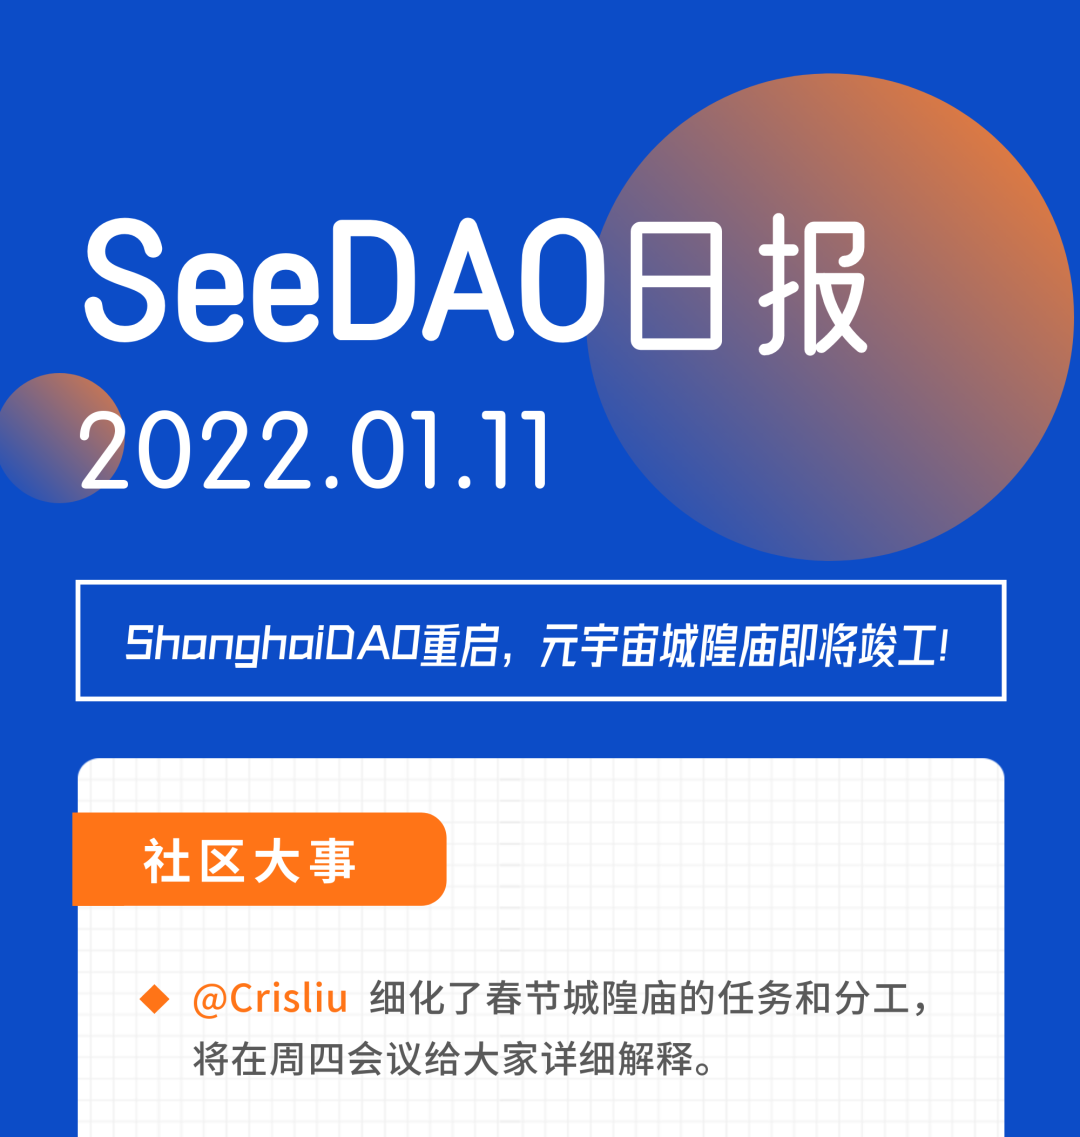 SeeDAO日报
2022.01.11
ShanghaiDAO重启，元宇宙城隍庙即将竣工！
社区大事
@Crisliu 细化了春节城隍庙的任务和分工，
将在周四会议给大家详细解释。